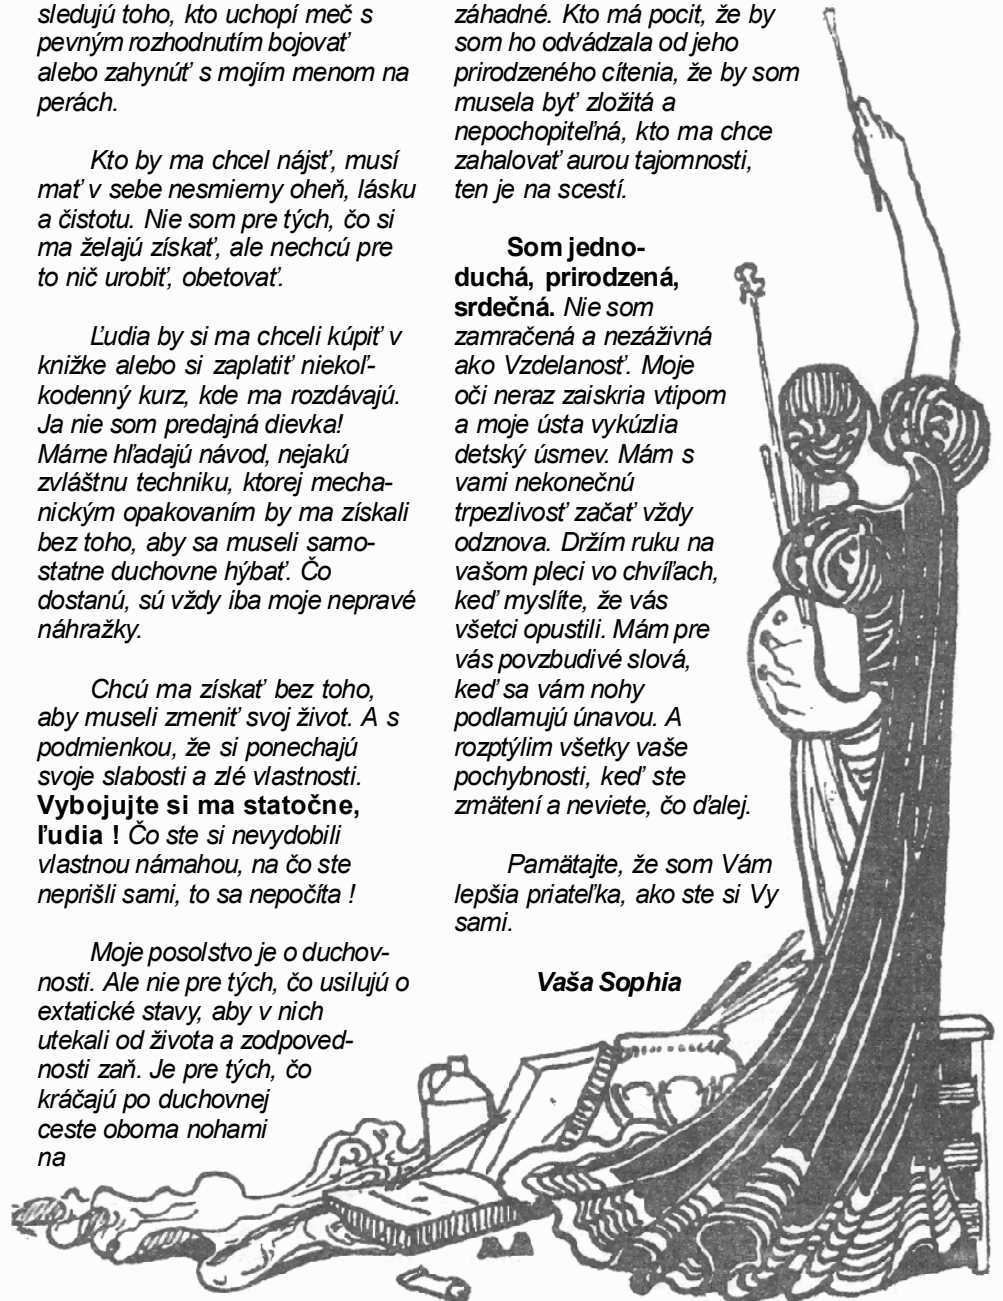 sledujú toho, kto uchopí meč s
pevným rozhodnutím bojovať
alebo zahynúť s mojím menom na
perách.
Kto by ma chcel nájsť, musí
mať v sebe nesmierny oheň, lásku
a čistotu. Nie som pre tých, čo si
ma želajú získať, ale nechcú pre
to nič urobiť, obetovať.
Ľudia by si ma chceli kúpiť v
knižke alebo si zaplatiť niekoľ-
kodenný kurz, kde ma rozdávajú.
Ja nie som predajná dievka!
Márne hľadajú návod, nejakú
zvláštnu techniku, ktorej mecha-
nickým opakovaním by ma získali
bez toho, aby sa museli samo-
statne duchovne hýbať. Čo
dostanú, sú vždy iba moje nepravé
náhražky.
Chcú ma získať bez toho,
aby museli zmeniť svoj život. A s
podmienkou, že si ponechajú
svoje slabosti a zlé vlastnosti.
Vybojujte si ma statočne,
ľudia ! Čo ste si nevydobili
vlastnou námahou, na čo ste
neprišli sami, to sa nepočíta !
Moje posolstvo je o duchov-
nosti. Ale nie pre tých, čo usilujú o
extatické stavy, aby v nich
utekali od života a zodpoved-
nosti zaň. Je pre tých, čo
kráčajú po duchovnej
ceste oboma nohami
na
záhadné. Kto má pocit, že by
som ho odvádzala od jeho
prirodzeného cítenia, že by som
musela byť zložitá a
nepochopiteľná, kto ma chce
zahalovať aurou tajomnosti,
ten je na scestí.
Som jedno-
duchá, prirodzená,
srdečná. Nie som
zamračená a nezáživná
ako Vzdelanosť. Moje
oči neraz zaiskria vtipom
a moje ústa vykúzlia
detský úsmev. Mám s
vami nekonečnú
trpezlivosť začať vždy
odznova. Držím ruku na
vašom pleci vo chvíľach,
keď myslíte, že vás
všetci opustili. Mám pre
vás povzbudivé slová,
keď sa vám nohy
podlamujú únavou. A
rozptýlim všetky vaše
pochybnosti, keď ste
zmätení a neviete, čo ďalej.
Pamätajte, že som Vám
lepšia priateľka, ako ste si Vy
sami.
Vaša Sophia